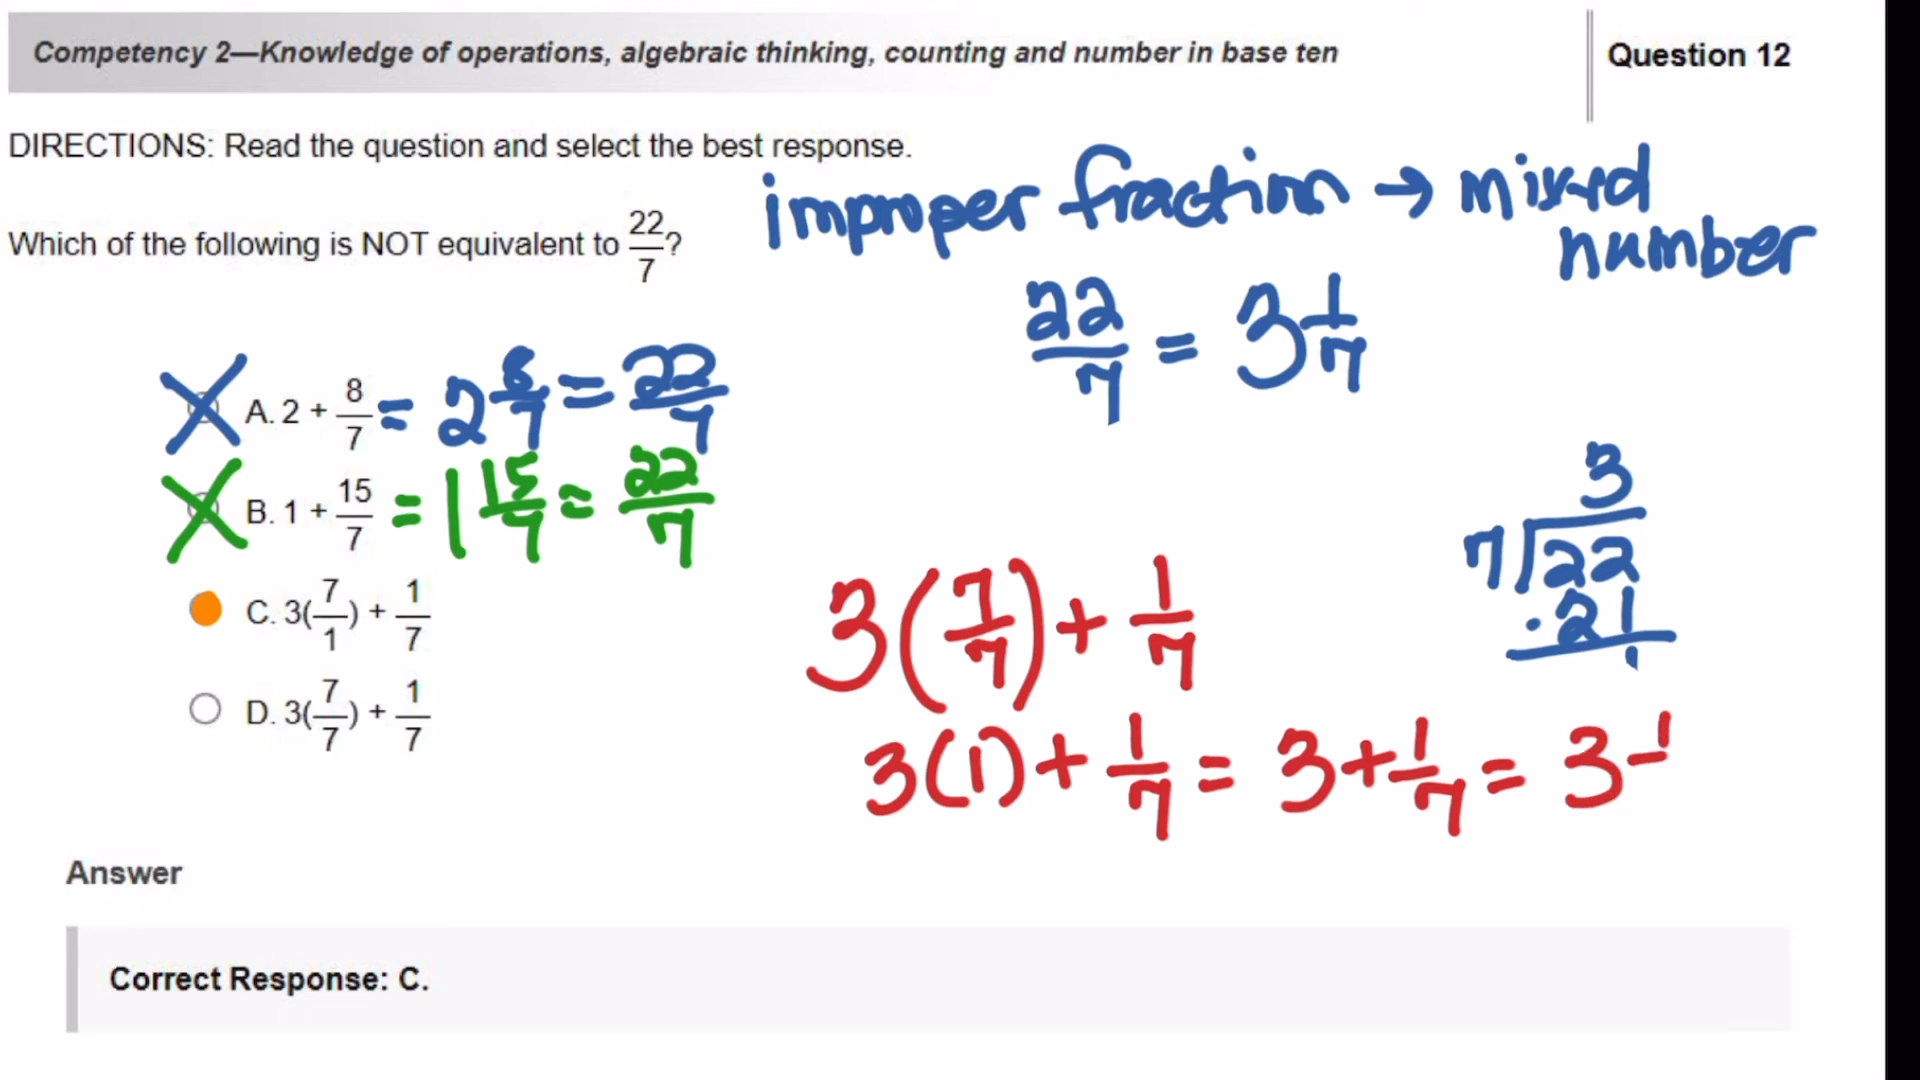 Competency 2—Knowledge of operations, algebraic thinking, counting and number in base ten
Question 12
DIRECTIONS: Read the question and select the best response.
improper fraction → mixed number
Which of the following is NOT equivalent to 22/7?
22/7 = 3 1/7
A. 2 + 8/7 = 2 8/7 = 22/7
B. 1 + 15/7 = 1 15/7 = 22/7
3
7 22
21
1
C. 3(7/1) + 1/7
3(7/7) + 1/7
D. 3(7/7) + 1/7
3(1) + 1/7 = 3 + 1/7 = 3 1
Answer
Correct Response: C.